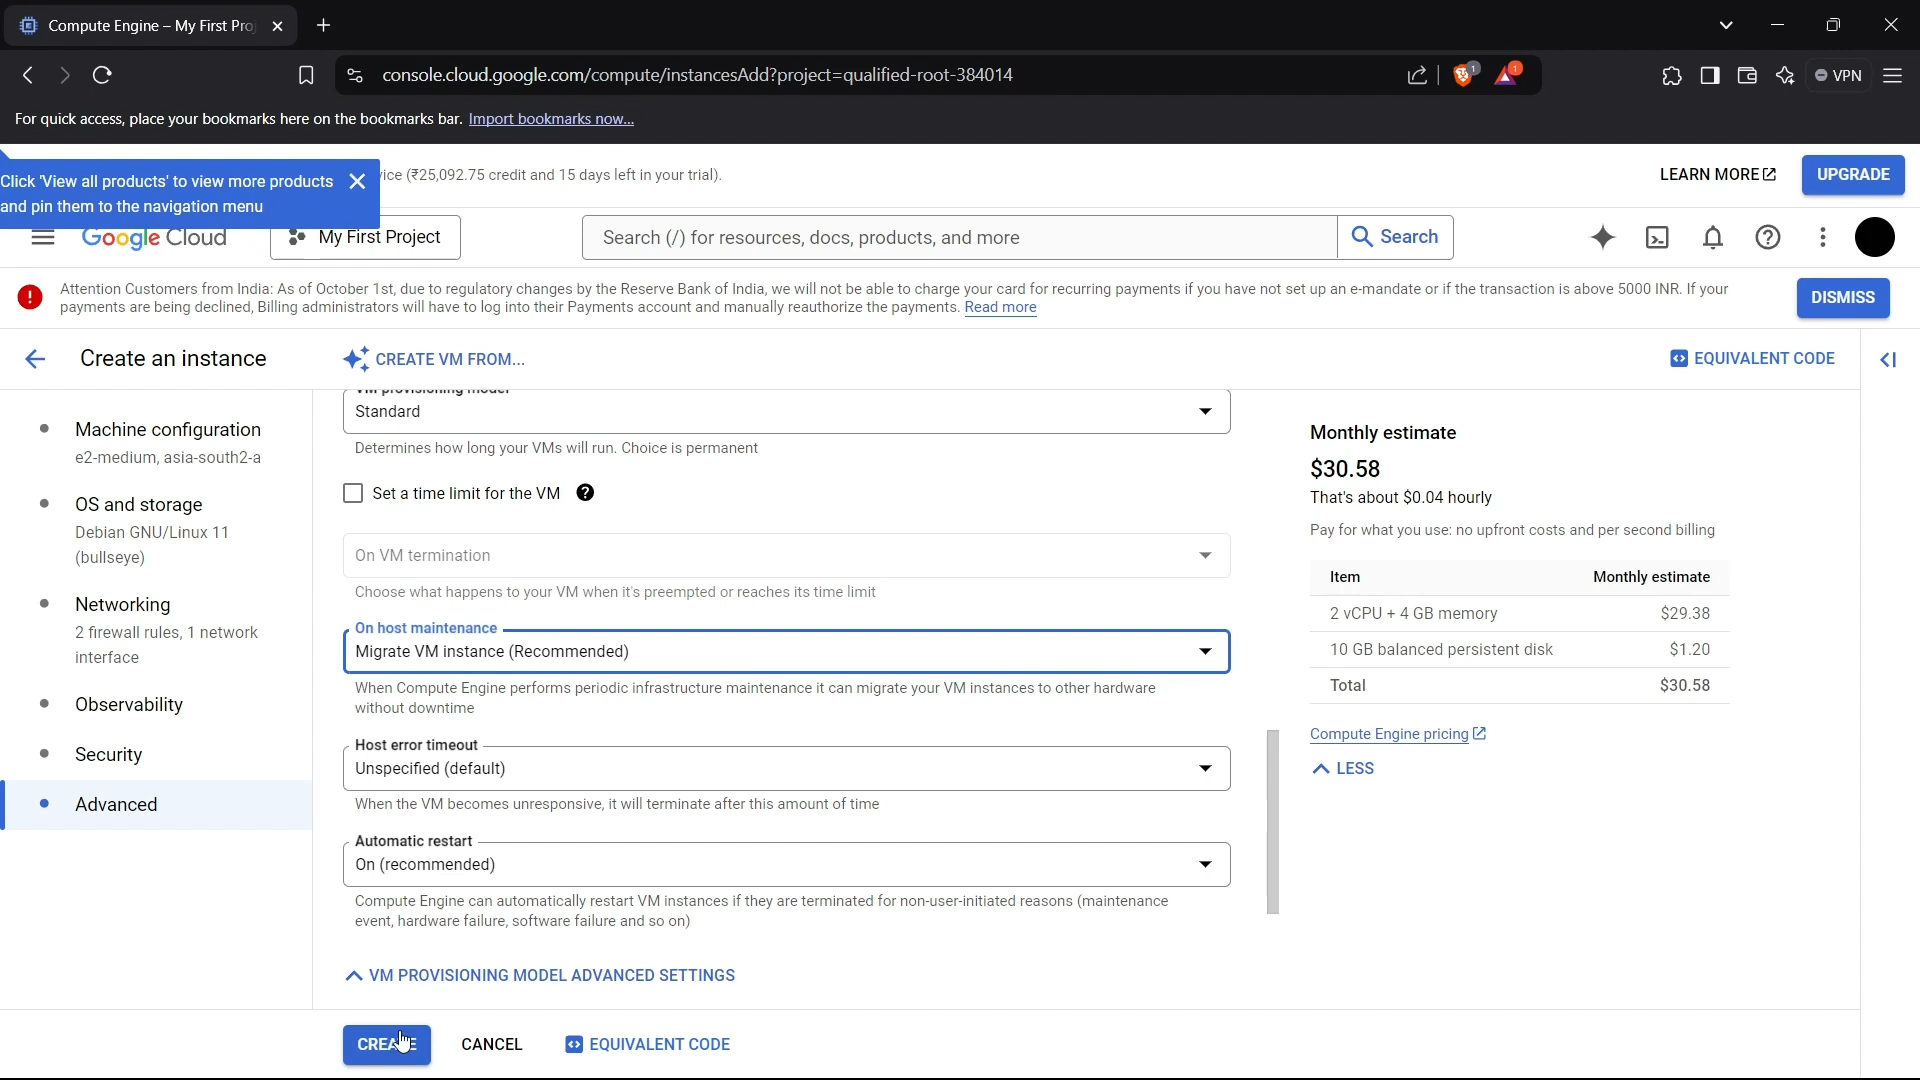 Compute Engine – My First Pro
console.cloud.google.com/compute/instancesAdd?project=qualified-root-384014
1
1
VPN
For quick access, place your bookmarks here on the bookmarks bar. Import bookmarks now...
Click 'View all products' to view more products
and pin them to the navigation menu
vice (₹25,092.75 credit and 15 days left in your trial).
LEARN MORE
UPGRADE
Google Cloud
My First Project
Search (/) for resources, docs, products, and more
Search
Attention Customers from India: As of October 1st, due to regulatory changes by the Reserve Bank of India, we will not be able to charge your card for recurring payments if you have not set up an e-mandate or if the transaction is above 5000 INR. If your
payments are being declined, Billing administrators will have to log into their Payments account and manually reauthorize the payments. Read more
DISMISS
Create an instance
CREATE VM FROM...
EQUIVALENT CODE
Machine configuration
e2-medium, asia-south2-a
OS and storage
Debian GNU/Linux 11
(bullseye)
Networking
2 firewall rules, 1 network
interface
Observability
Security
Advanced
VM provisioning model
Standard
Determines how long your VMs will run. Choice is permanent
Set a time limit for the VM
On VM termination
Choose what happens to your VM when it's preempted or reaches its time limit
On host maintenance
Migrate VM instance (Recommended)
When Compute Engine performs periodic infrastructure maintenance it can migrate your VM instances to other hardware
without downtime
Host error timeout
Unspecified (default)
When the VM becomes unresponsive, it will terminate after this amount of time
Automatic restart
On (recommended)
Compute Engine can automatically restart VM instances if they are terminated for non-user-initiated reasons (maintenance
event, hardware failure, software failure and so on)
VM PROVISIONING MODEL ADVANCED SETTINGS
Monthly estimate
$30.58
That's about $0.04 hourly
Pay for what you use: no upfront costs and per second billing
Item Monthly estimate
2 vCPU + 4 GB memory $29.38
10 GB balanced persistent disk $1.20
Total $30.58
Compute Engine pricing
LESS
CREATE
CANCEL
EQUIVALENT CODE